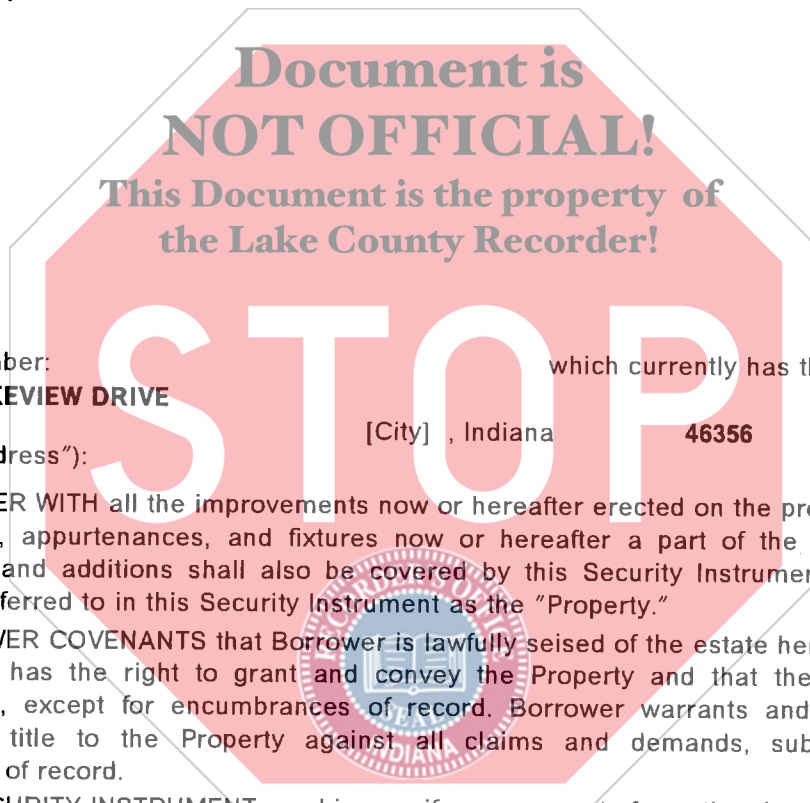 Document is
NOT OFFICIAL!
This Document is the property of
the Lake County Recorder!
STOP
ber: which currently has th
EVIEW DRIVE
[City] , Indiana 46356
dress"):
ER WITH all the improvements now or hereafter erected on the pr
, appurtenances, and fixtures now or hereafter a part of the
and additions shall also be covered by this Security Instrumen
ferred to in this Security Instrument as the "Property."
ER COVENANTS that Borrower is lawfully seised of the estate her
has the right to grant and convey the Property and that the
, except for encumbrances of record. Borrower warrants and
title to the Property against all claims and demands, sub
of record.
SEAL
INDIANA